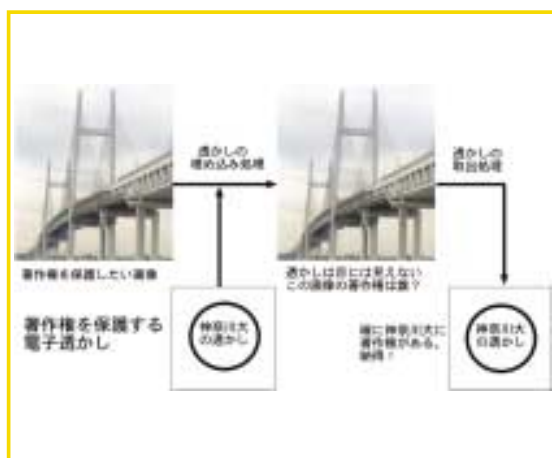 透かしの
埋め込み処理
透かしの
取出処理
著作権を保護したい画像
透かしは目には見えない
この画像の著作権は誰？
著作権を保護する
電子透かし
神奈川大
の透かし
確に神奈川大に
著作権がある。
納得！
神奈川大
の透かし